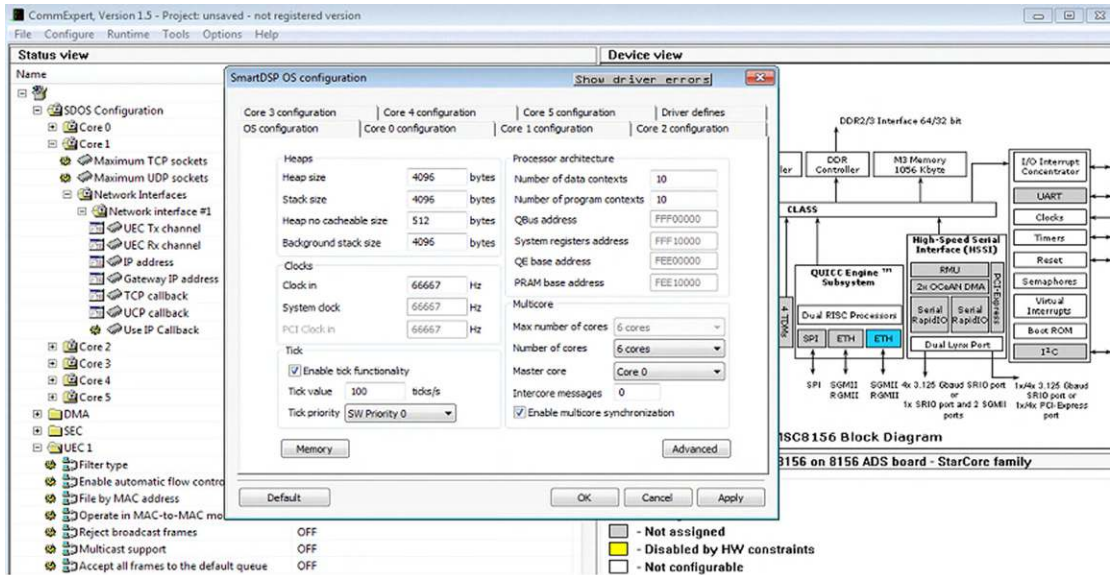 CommExpert, Version 1.5 - Project: unsaved - not registered version
File Configure Runtime Tools Options Help
Status view
Name
SDOS Configuration
Core 0
Core 1
Maximum TCP sockets
Maximum UDP sockets
Network Interfaces
Network interface #1
UEC Tx channel
UEC Rx channel
IP address
Gateway IP address
TCP callback
UCP callback
Use IP Callback
Core 2
Core 3
Core 4
Core 5
DMA
SEC
UEC 1
Filter type
Enable automatic flow contro
File by MAC address
Operate in MAC-to-MAC mo
Reject broadcast frames OFF
Multicast support OFF
Accept all frames to the default queue OFF
SmartDSP OS configuration
Show driver errors
Core 3 configuration Core 4 configuration Core 5 configuration Driver defines
OS configuration Core 0 configuration Core 1 configuration Core 2 configuration
Heaps
Heap size 4096 bytes
Stack size 4096 bytes
Heap no cacheable size 512 bytes
Background stack size 4096 bytes
Clocks
Clock in 66667 Hz
System clock 66667 Hz
PCI Clock in 66667 Hz
Tick
Enable tick functionality
Tick value 100 ticks/s
Tick priority SW Priority 0
Memory
Processor architecture
Number of data contexts 10
Number of program contexts 10
QBus address FFF00000
System registers address FFF10000
QE base address FEE00000
PRAM base address FEE10000
Multicore
Max number of cores 6 cores
Number of cores 6 cores
Master core Core 0
Intercore messages 0
Enable multicore synchronization
Advanced
Default OK Cancel Apply
Device view
DDR2/3 Interface 64/32 bit
ller
DDR
Controller
M3 Memory
1056 Kbyte
I/O Interrupt
Concentrator
UART
Clocks
Timers
Reset
Semaphores
Virtual
Interrupts
Boot ROM
I²C
CLASS
4 TDMs
QUICC Engine ™
Subsystem
Dual RISC Processors
SPI ETH ETH
High-Speed Serial
Interface (HSSI)
RMU
2x OCeAN DMA
Serial
RapidIO
Serial
RapidIO
PCI-Express
Dual Lynx Port
SPI
SGMII
RGMII
SGMII
RGMII
4x 3.125 Gbaud SRIO port
or
1x SRIO port and 2 SGMII
ports
1x/4x 3.125 Gbaud
SRIO port or
1x/4x PCI-Express
port
MSC8156 Block Diagram
8156 on 8156 ADS board - StarCore family
- Not assigned
- Disabled by HW constraints
- Not configurable